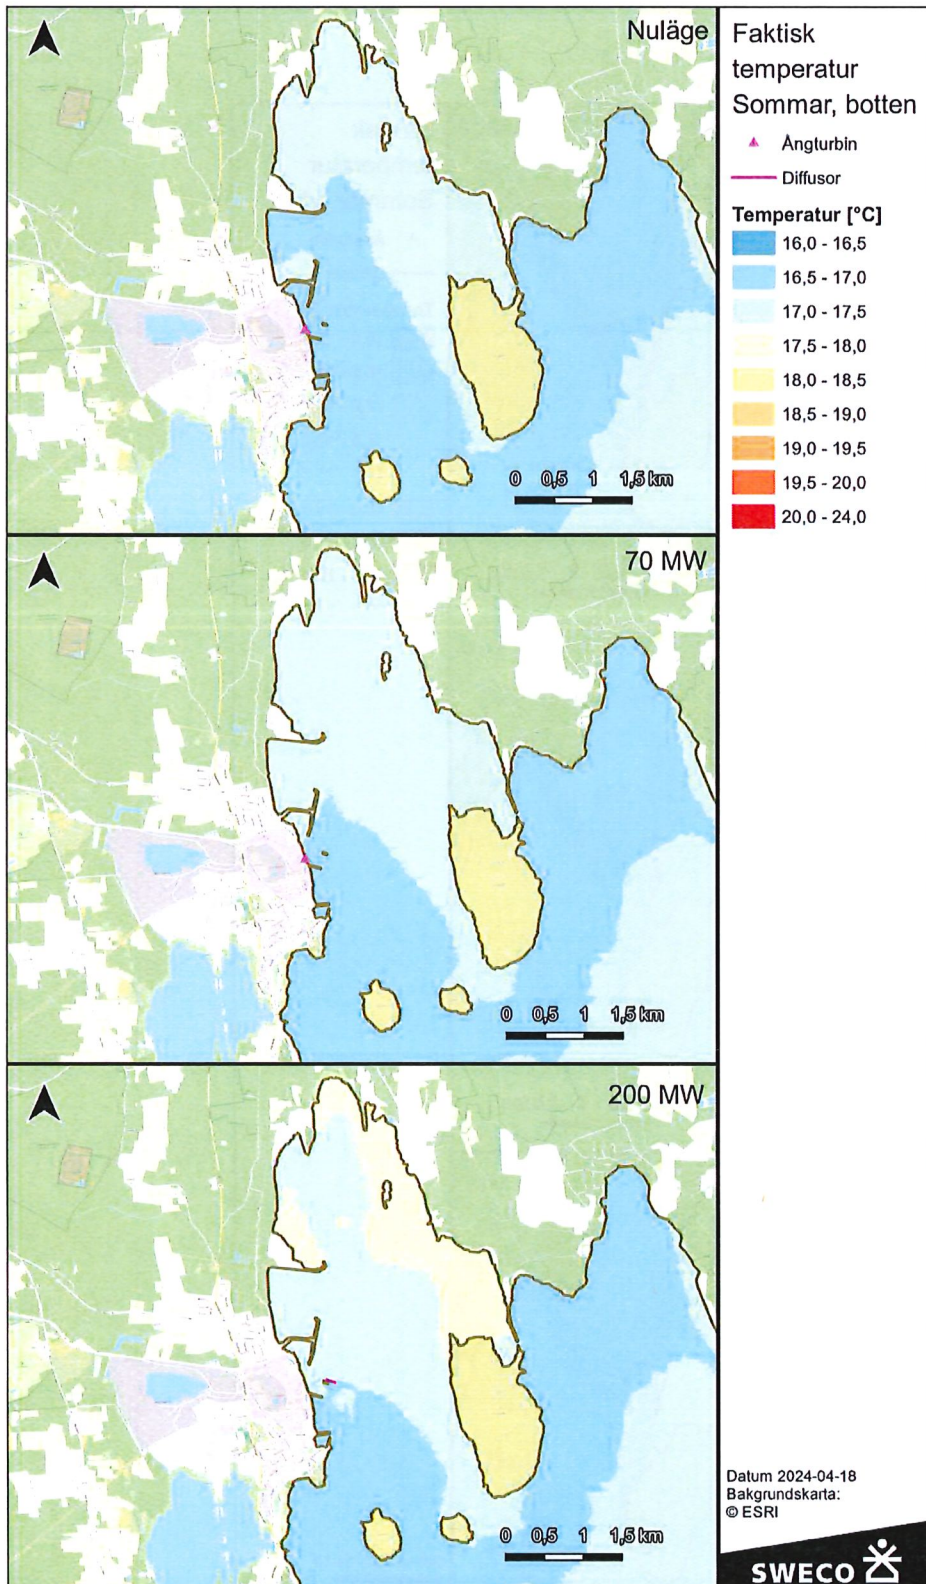 Nuläge
Faktisk
temperatur
Sommar, botten
Ångturbin
Diffusor
Temperatur [°C]
16,0 - 16,5
16,5 - 17,0
17,0 - 17,5
17,5 - 18,0
18,0 - 18,5
18,5 - 19,0
19,0 - 19,5
19,5 - 20,0
20,0 - 24,0
0 0,5 1 1,5 km
70 MW
0 0,5 1 1,5 km
200 MW
0 0,5 1 1,5 km
Datum 2024-04-18
Bakgrundskarta:
© ESRI
SWECO